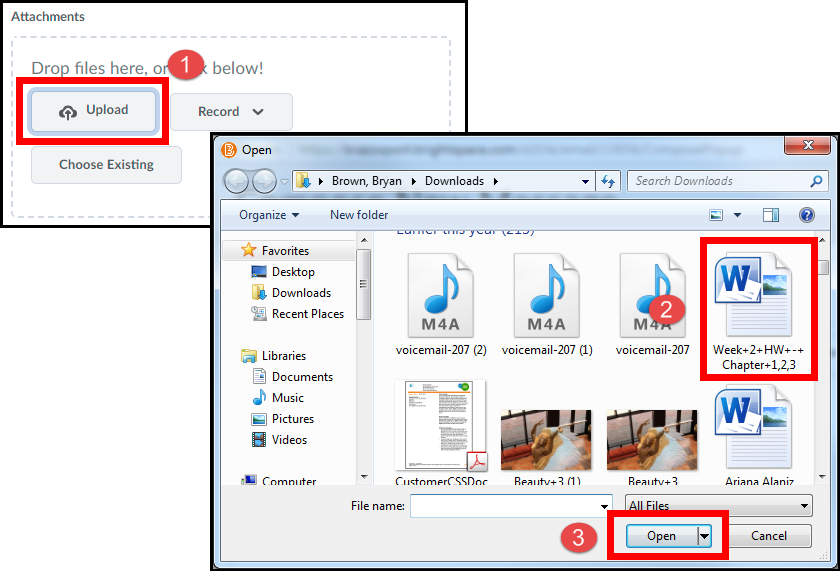 Attachments
Drop files here, or
k below!
1
Upload
Record
Choose Existing
Open
Brown, Bryan
Downloads
Search Downloads
Organize
New folder
?
Earlier this year (215)
Favorites
Desktop
Downloads
Recent Places
Libraries
Documents
Music
Pictures
Videos
Computer
M4A
M4A
M4A
2
voicemail-207 (2)
voicemail-207 (1)
voicemail-207
Week+2+HW+-+
Chapter+1,2,3
CustomerCSSDoc
Beauty+3 (1)
Beauty+3
Ariana Alaniz
File name:
All Files
3
Open
Cancel